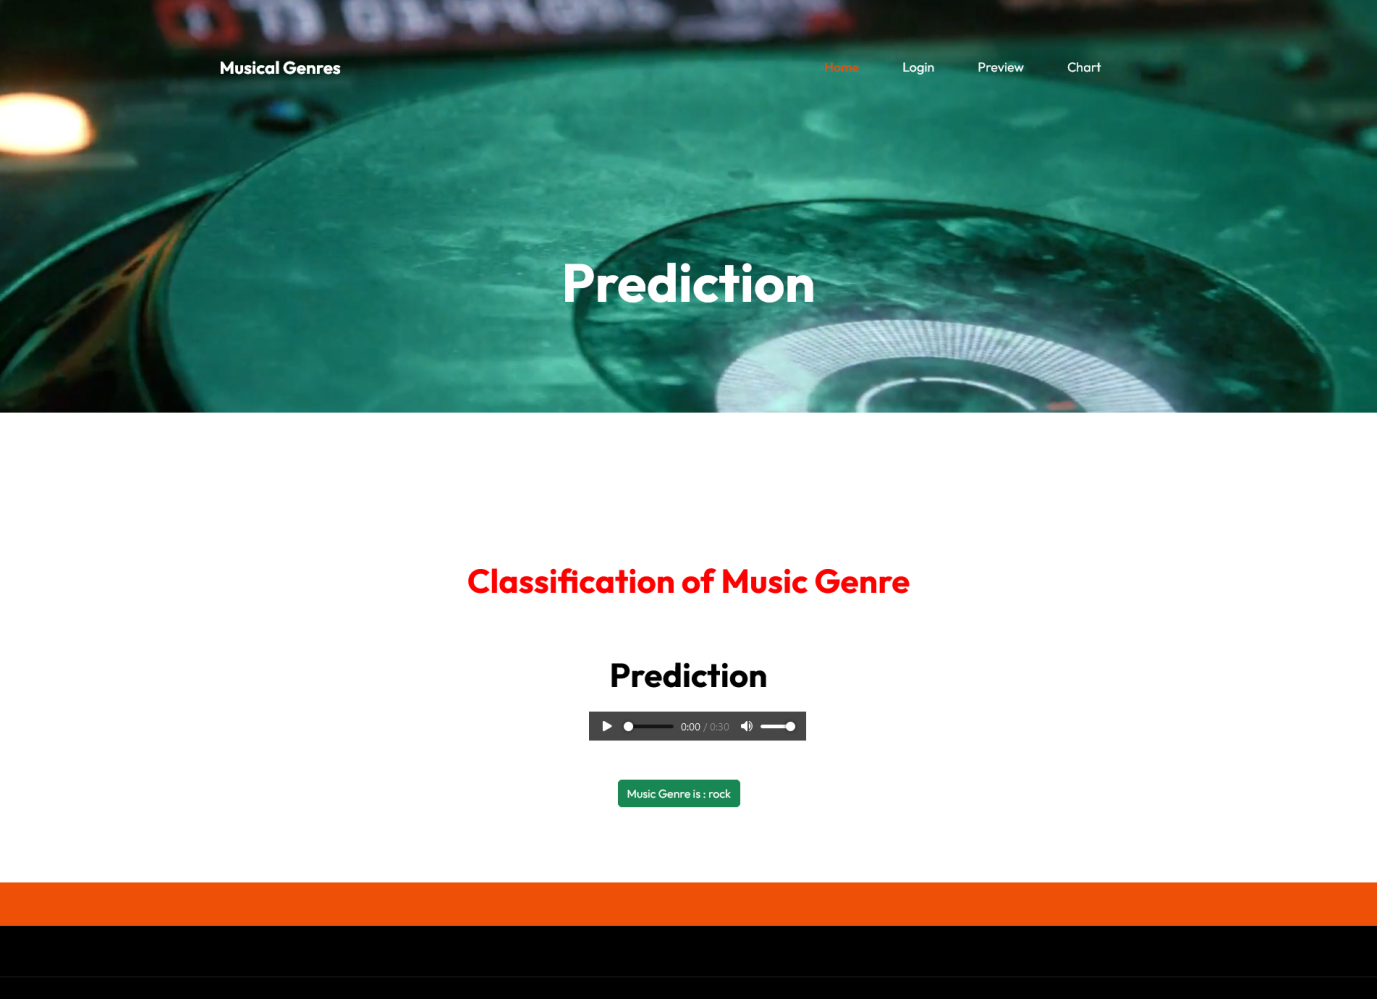 Musical Genres
Home Login Preview Chart
Prediction
Classification of Music Genre
Prediction
0:00 / 0:30
Music Genre is : rock